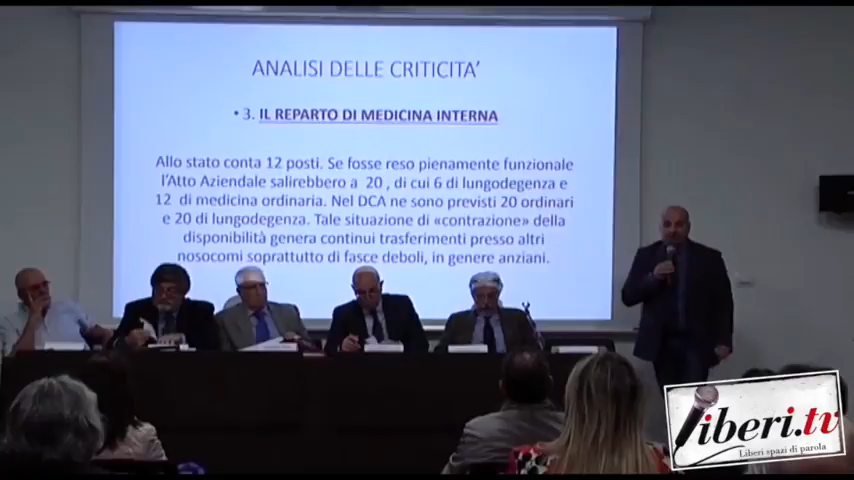 ANALISI DELLE CRITICITA’
• 3. IL REPARTO DI MEDICINA INTERNA
Allo stato conta 12 posti. Se fosse reso pienamente funzionale
l’Atto Aziendale salirebbero a 20 , di cui 6 di lungodegenza e
12 di medicina ordinaria. Nel DCA ne sono previsti 20 ordinari
e 20 di lungodegenza. Tale situazione di «contrazione» della
disponibilità genera continui trasferimenti presso altri
nosocomi soprattutto di fasce deboli, in genere anziani.
liberi.tv
Liberi spazi di parola